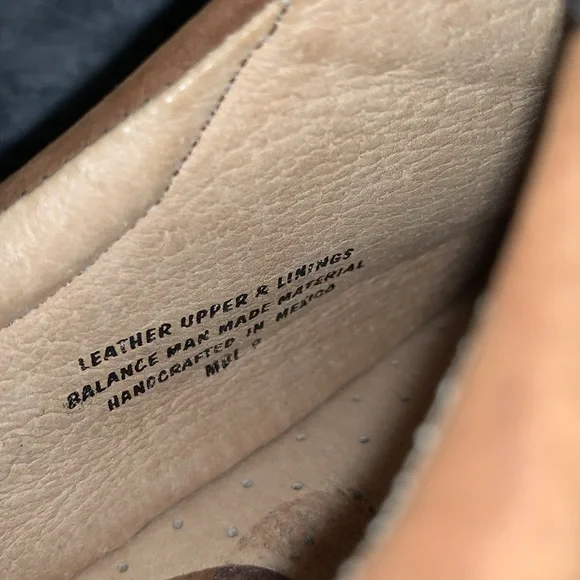 LEATHER UPPER & LININGS
BALANCE MAN MADE MATERIAL
HANDCRAFTED IN MEXICO